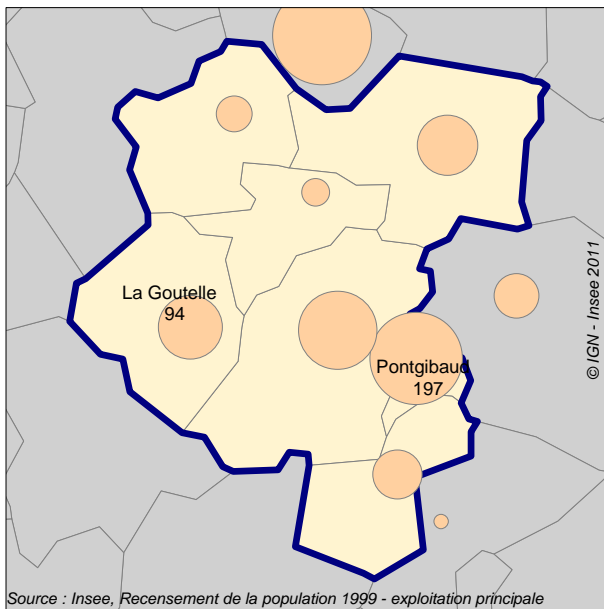 La Goutelle
94
Pontgibaud
197
© IGN - Insee 2011
Source : Insee, Recensement de la population 1999 - exploitation principale